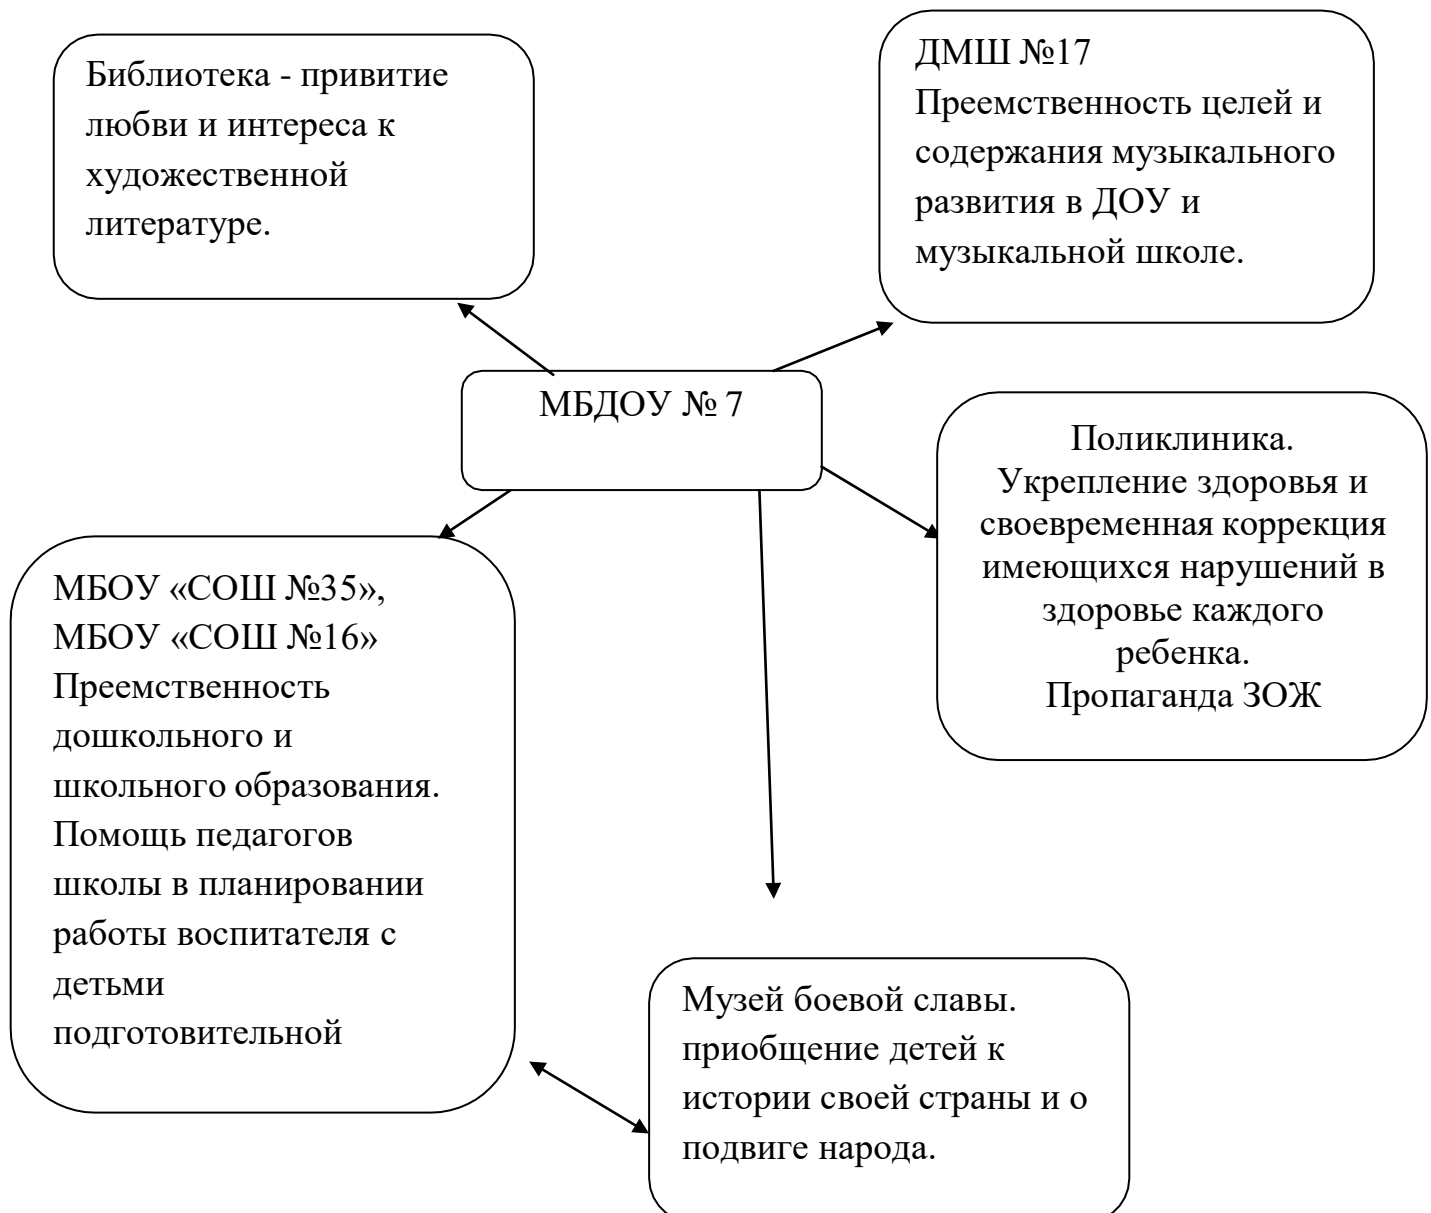 Библиотека - привитие
любви и интереса к
художественной
литературе.
ДМШ №17
Преемственность целей и
содержания музыкального
развития в ДОУ и
музыкальной школе.
МБДОУ № 7
Поликлиника.
Укрепление здоровья и
своевременная коррекция
имеющихся нарушений в
здоровье каждого
ребенка.
Пропаганда ЗОЖ
МБОУ «СОШ №35»,
МБОУ «СОШ №16»
Преемственность
дошкольного и
школьного образования.
Помощь педагогов
школы в планировании
работы воспитателя с
детьми
подготовительной
Музей боевой славы.
приобщение детей к
истории своей страны и о
подвиге народа.